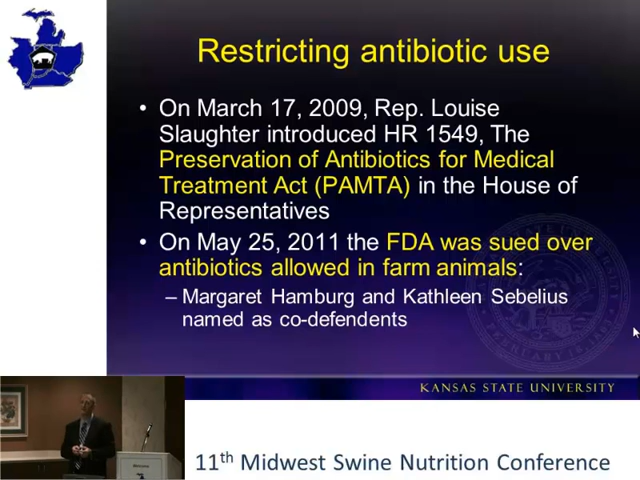 Restricting antibiotic use
• On March 17, 2009, Rep. Louise
Slaughter introduced HR 1549, The
Preservation of Antibiotics for Medical
Treatment Act (PAMTA) in the House of
Representatives
• On May 25, 2011 the FDA was sued over
antibiotics allowed in farm animals:
– Margaret Hamburg and Kathleen Sebelius
named as co-defendents
KANSAS STATE UNIVERSITY
11th Midwest Swine Nutrition Conference